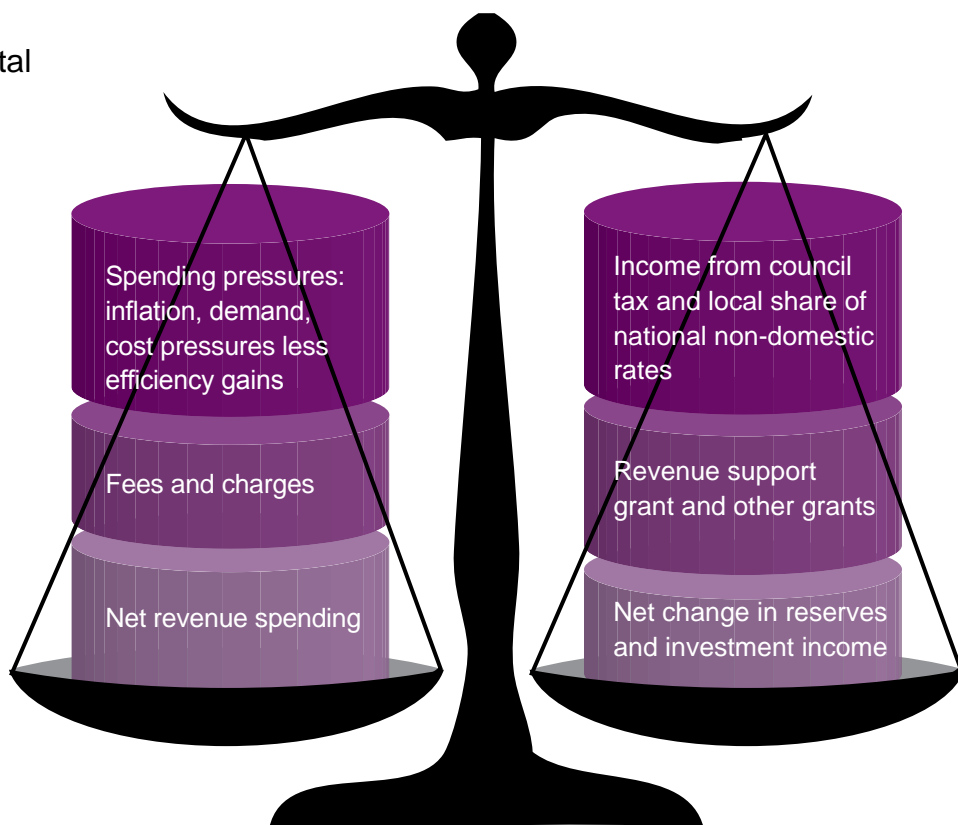 tal
Spending pressures:
inflation, demand,
cost pressures less
efficiency gains
Fees and charges
Net revenue spending
Income from council
tax and local share of
national non-domestic
rates
Revenue support
grant and other grants
Net change in reserves
and investment income